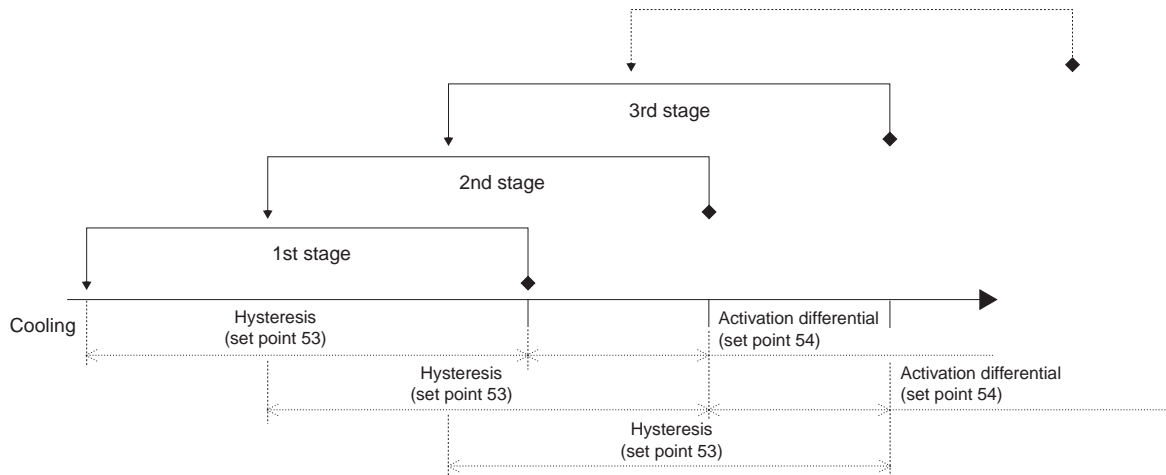 3rd stage
2nd stage
1st stage
Cooling
Hysteresis
(set point 53)
Activation differential
(set point 54)
Hysteresis
(set point 53)
Activation differential
(set point 54)
Hysteresis
(set point 53)